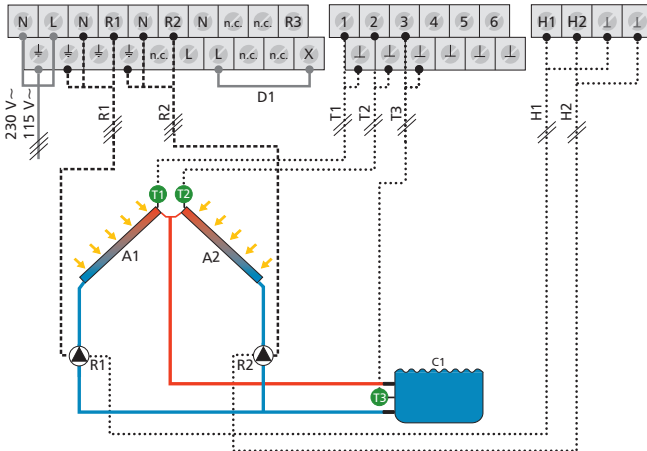 N L N R1 N R2 N n.c. n.c. R3
1 2 3 4 5 6
H1 H2 ⊥ ⊥
⏚ ⏚ ⏚ n.c. L L n.c. n.c. X
⊥ ⊥ ⊥ ⊥ ⊥ ⊥
D1
230 V~
115 V~
R1
R2
T1
T2
T3
H1
H2
T1
T2
A1
A2
R1
R2
C1
T3